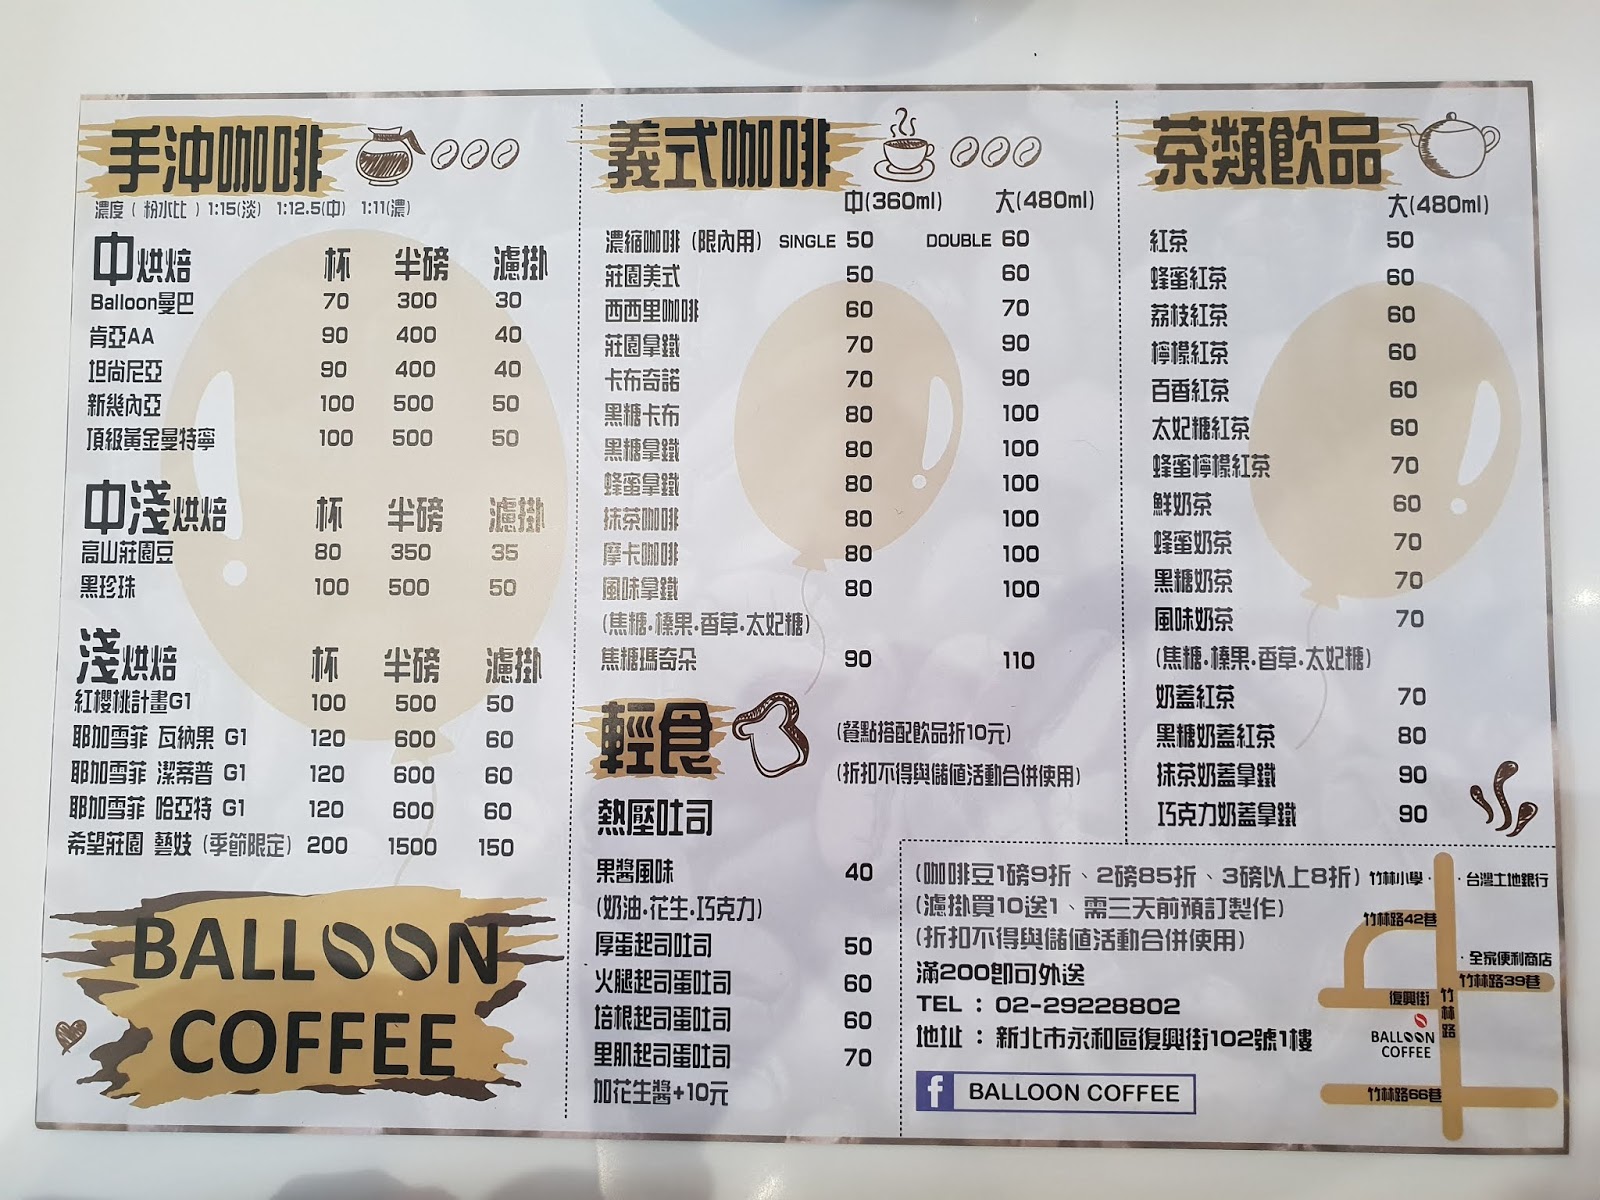 手沖咖啡
濃度 ( 粉水比 ) 1:15(淡) 1:12.5(中) 1:11(濃)
中烘焙 杯 半磅 濾掛
Balloon曼巴 70 300 30
肯亞AA 90 400 40
坦尚尼亞 90 400 40
新幾內亞 100 500 50
頂級黃金曼特寧 100 500 50
中淺烘焙 杯 半磅 濾掛
高山莊園豆 80 350 35
黑珍珠 100 500 50
淺烘焙 杯 半磅 濾掛
紅櫻桃計畫G1 100 500 50
耶加雪菲 瓦納果 G1 120 600 60
耶加雪菲 潔蒂普 G1 120 600 60
耶加雪菲 哈亞特 G1 120 600 60
希望莊園 藝妓 (季節限定) 200 1500 150
BALLOON
COFFEE
義式咖啡
中(360ml) 大(480ml)
濃縮咖啡 (限內用) SINGLE 50 DOUBLE 60
莊園美式 50 60
西西里咖啡 60 70
莊園拿鐵 70 90
卡布奇諾 70 90
黑糖卡布 80 100
黑糖拿鐵 80 100
蜂蜜拿鐵 80 100
抹茶咖啡 80 100
摩卡咖啡 80 100
風味拿鐵 80 100
(焦糖.榛果.香草.太妃糖)
焦糖瑪奇朵 90 110
輕食
(餐點搭配飲品折10元)
(折扣不得與儲值活動合併使用)
熱壓吐司
果醬風味 40
(奶油.花生.巧克力)
厚蛋起司吐司 50
火腿起司蛋吐司 60
培根起司蛋吐司 60
里肌起司蛋吐司 70
加花生醬+10元
茶類飲品
大(480ml)
紅茶 50
蜂蜜紅茶 60
荔枝紅茶 60
檸檬紅茶 60
百香紅茶 60
太妃糖紅茶 60
蜂蜜檸檬紅茶 70
鮮奶茶 60
蜂蜜奶茶 70
黑糖奶茶 70
風味奶茶 70
(焦糖.榛果.香草.太妃糖)
奶蓋紅茶 70
黑糖奶蓋紅茶 80
抹茶奶蓋拿鐵 90
巧克力奶蓋拿鐵 90
(咖啡豆1磅9折、2磅85折、3磅以上8折)
(濾掛買10送1、需三天前預訂製作)
(折扣不得與儲值活動合併使用)
滿200即可外送
TEL : 02-29228802
地址 : 新北市永和區復興街102號1樓
f BALLOON COFFEE
竹林小學. .台灣土地銀行
竹林路42巷
.全家便利商店
竹林路39巷
復興街
竹林路
BALLOON
COFFEE
竹林路66巷